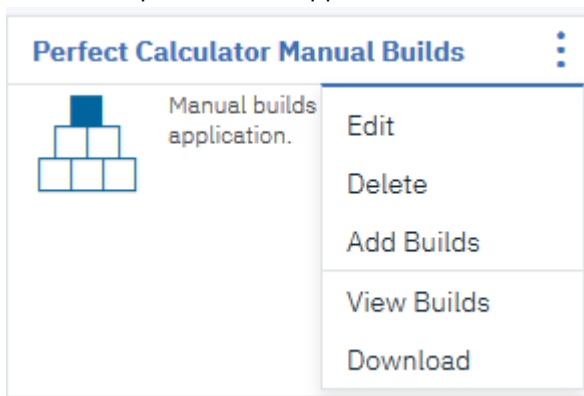 Perfect Calculator Manual Builds
Manual builds
application.
Edit
Delete
Add Builds
View Builds
Download